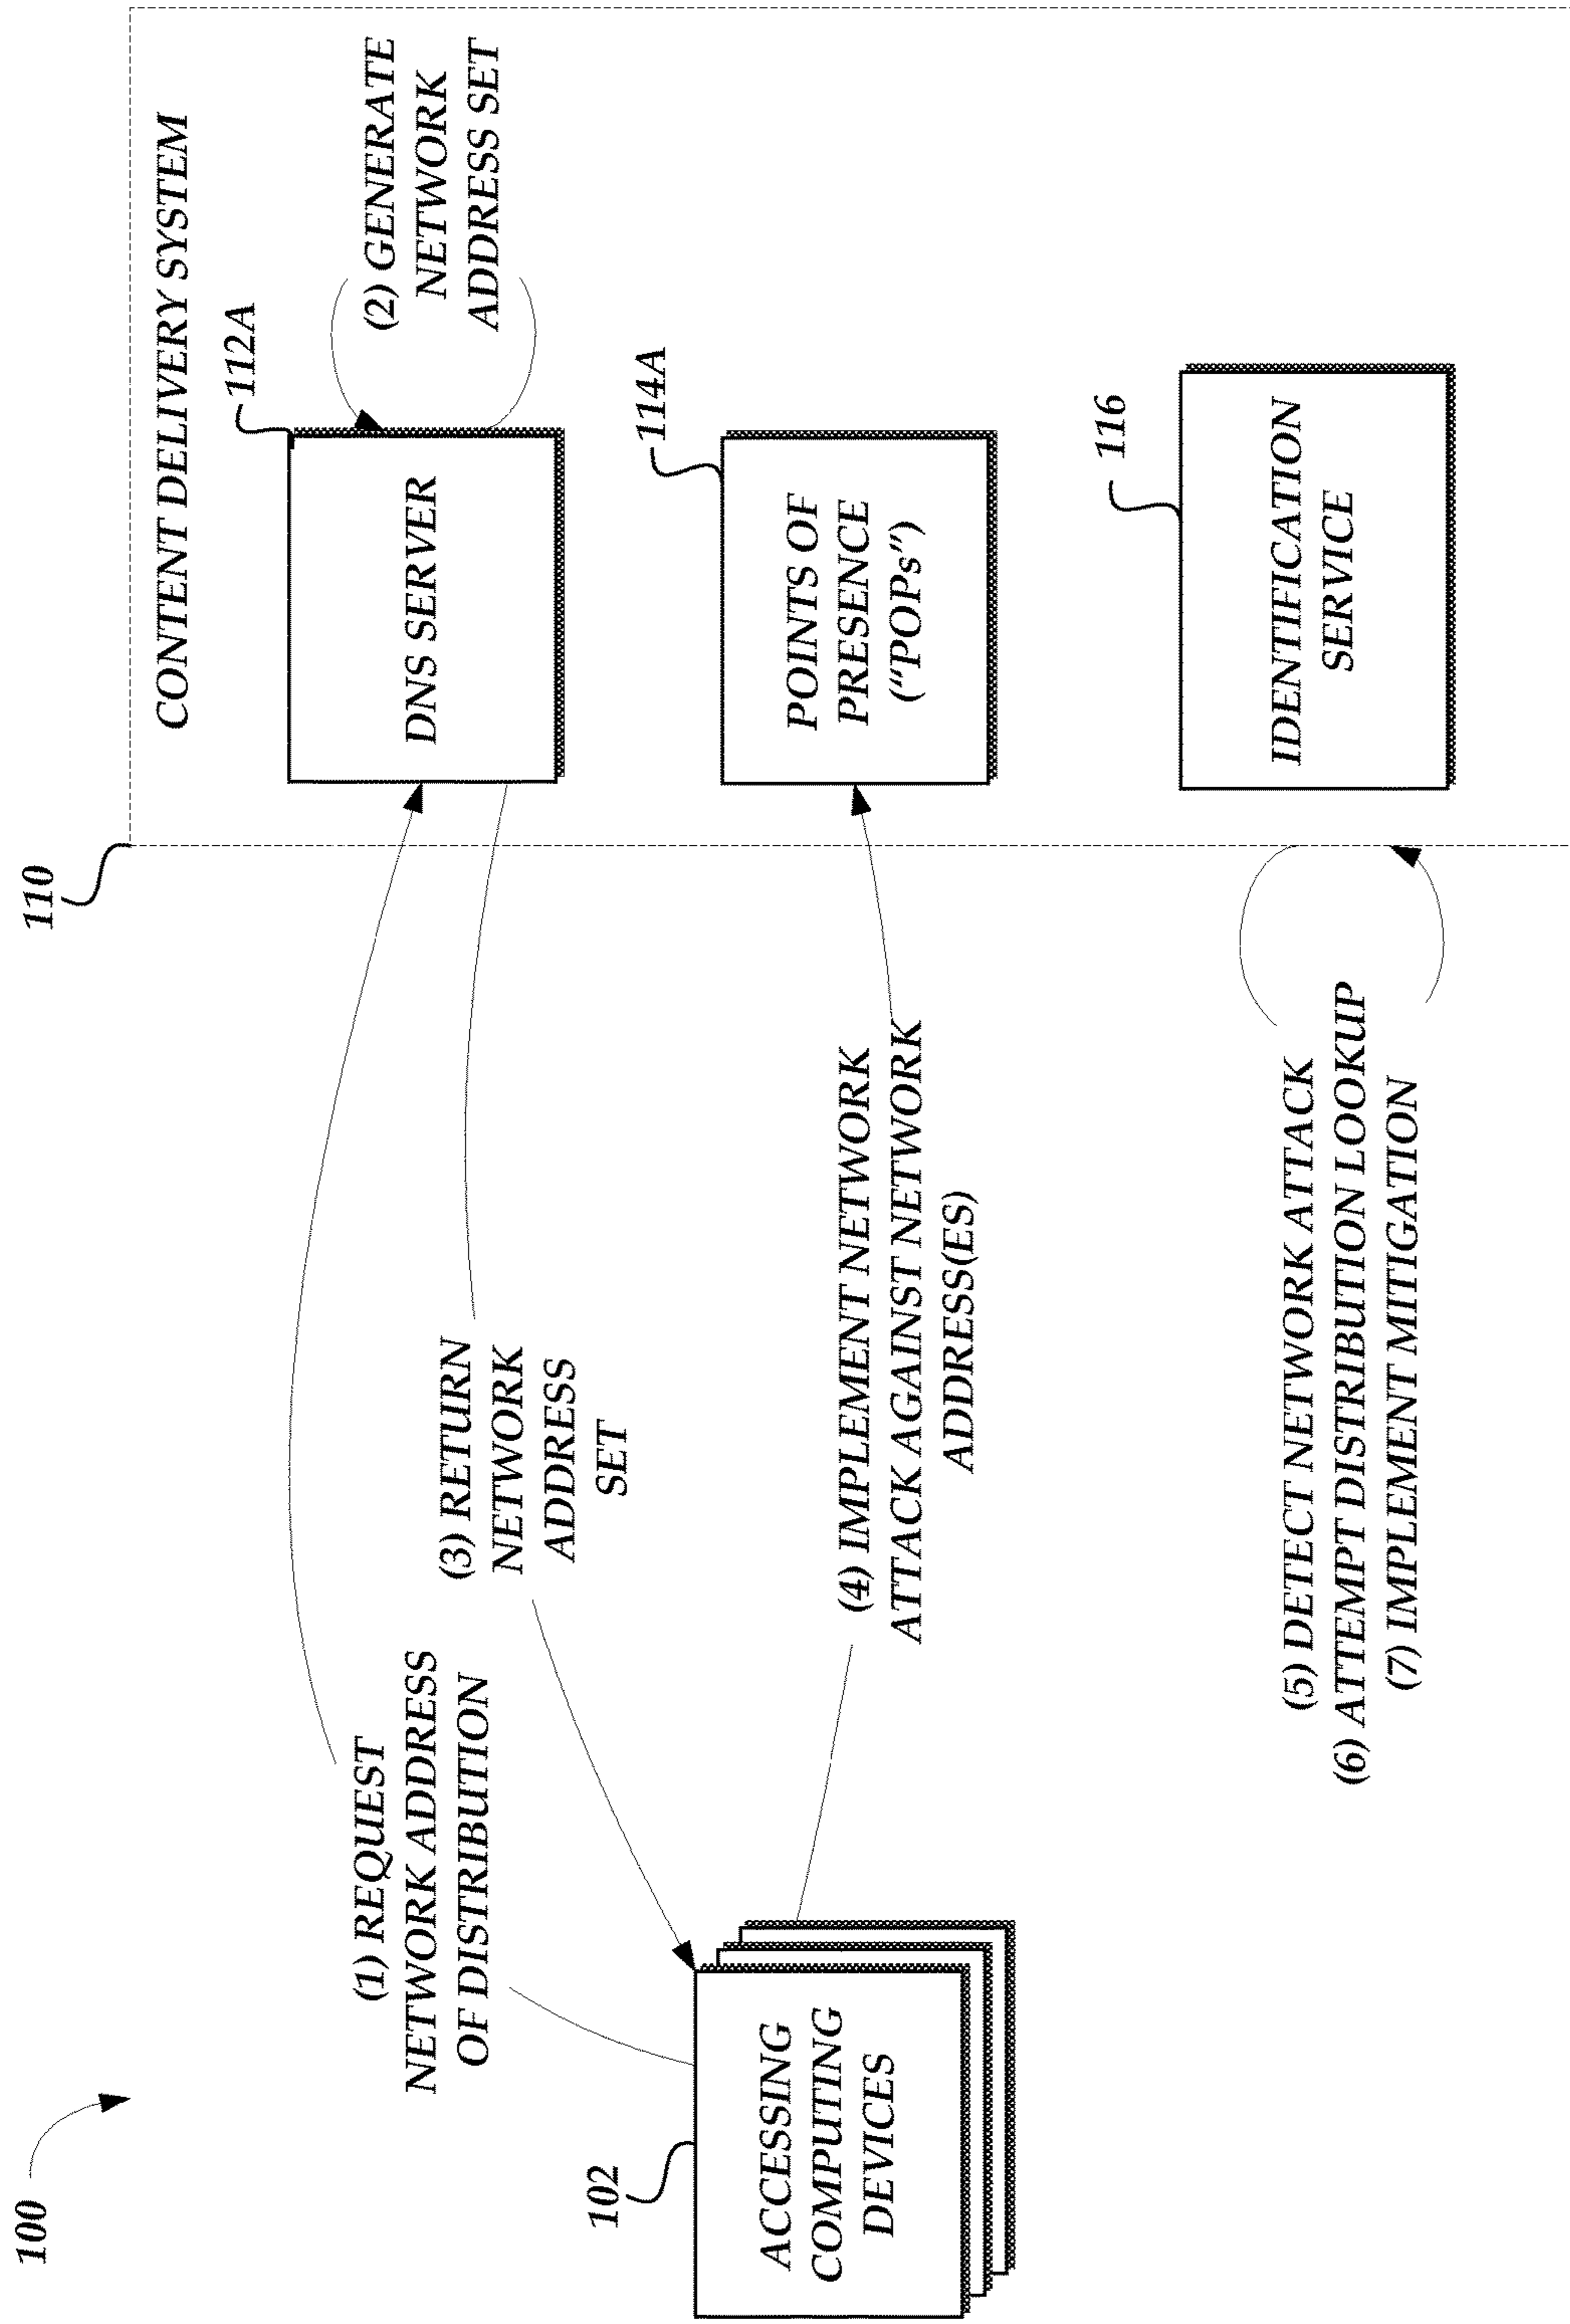 100
110
CONTENT DELIVERY SYSTEM
112A
DNS SERVER
(2) GENERATE
NETWORK
ADDRESS SET
(1) REQUEST
NETWORK ADDRESS
OF DISTRIBUTION
(3) RETURN
NETWORK
ADDRESS
SET
102
ACCESSING
COMPUTING
DEVICES
114A
POINTS OF
PRESENCE
(“POPs”)
(4) IMPLEMENT NETWORK
ATTACK AGAINST NETWORK
ADDRESS(ES)
116
IDENTIFICATION
SERVICE
(5) DETECT NETWORK ATTACK
(6) ATTEMPT DISTRIBUTION LOOKUP
(7) IMPLEMENT MITIGATION